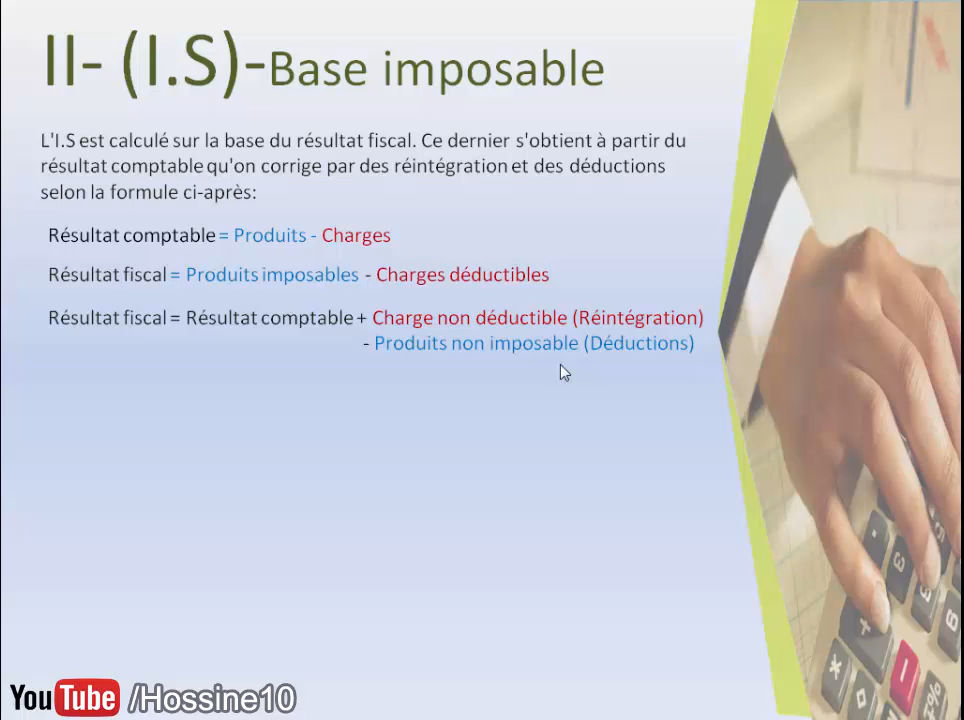 II- (I.S)-Base imposable
L'I.S est calculé sur la base du résultat fiscal. Ce dernier s'obtient à partir du
résultat comptable qu'on corrige par des réintégration et des déductions
selon la formule ci-après:
Résultat comptable = Produits - Charges
Résultat fiscal = Produits imposables - Charges déductibles
Résultat fiscal = Résultat comptable + Charge non déductible (Réintégration)
- Produits non imposable (Déductions)
YouTube /Hossine10